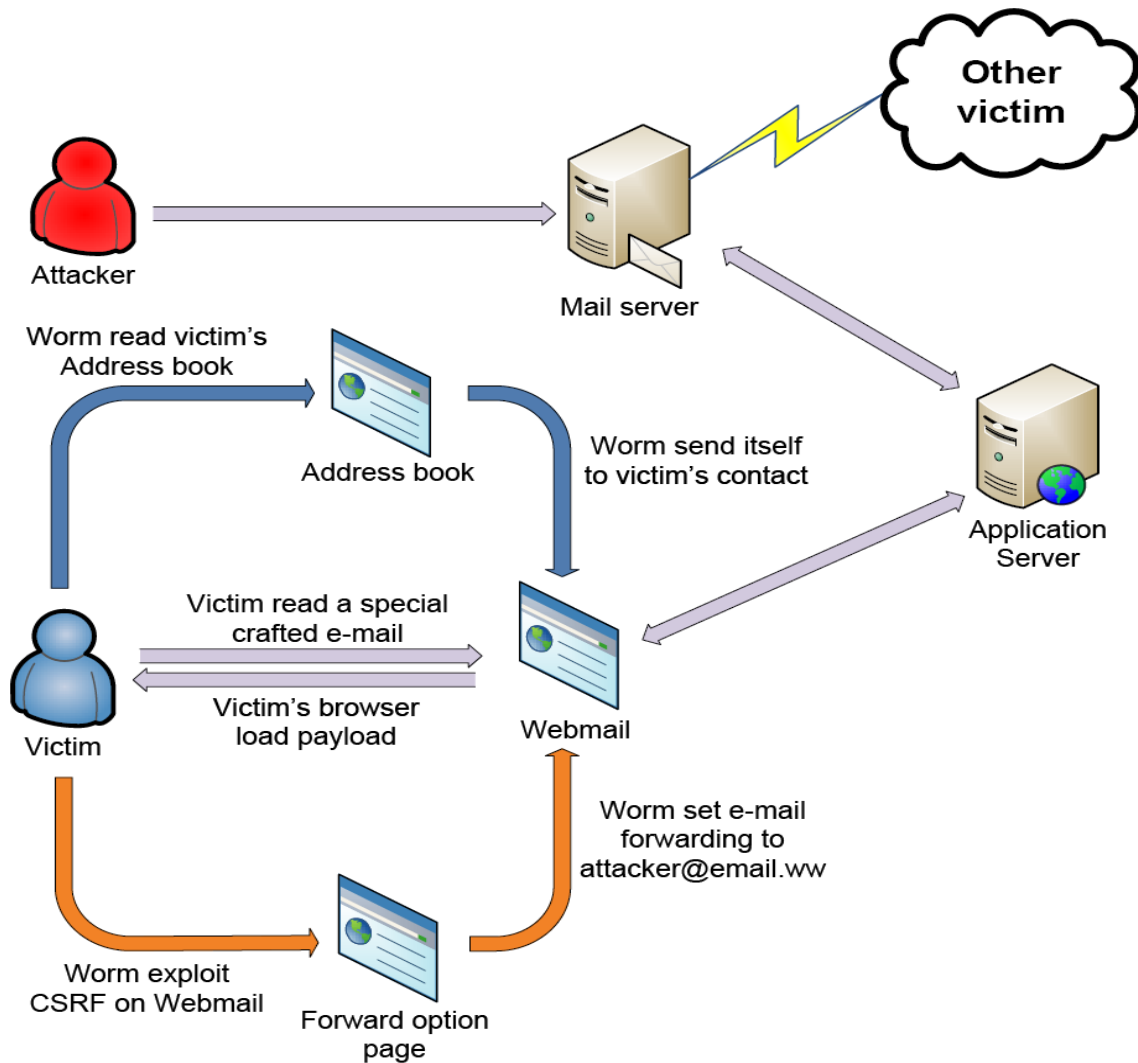 Other
victim
Attacker
Mail server
Worm read victim's
Address book
Address book
Worm send itself
to victim's contact
Application
Server
Victim read a special
crafted e-mail
Victim's browser
load payload
Webmail
Victim
Worm set e-mail
forwarding to
attacker@email.ww
Worm exploit
CSRF on Webmail
Forward option
page